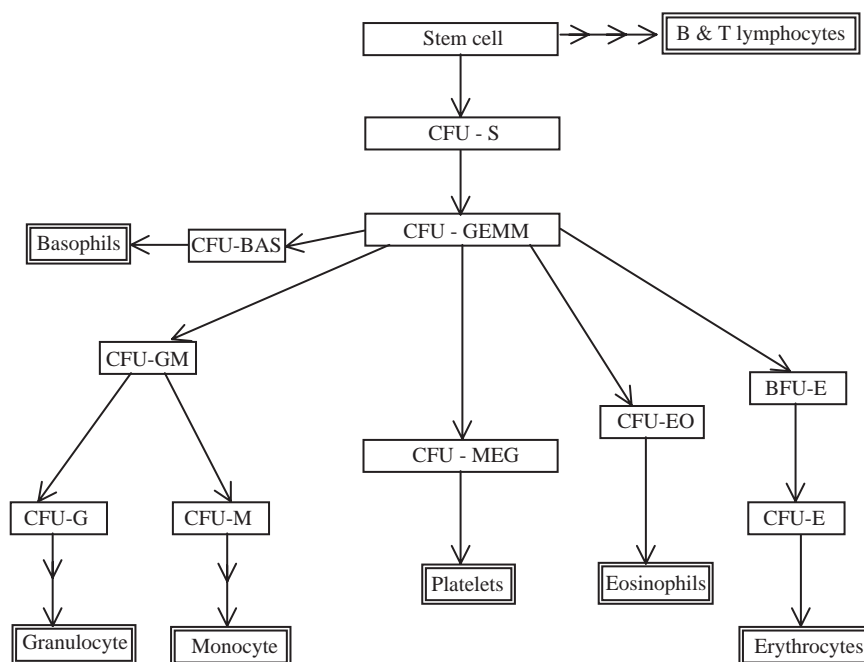 Stem cell
B & T lymphocytes
CFU - S
CFU - GEMM
Basophils
CFU-BAS
CFU-GM
BFU-E
CFU-EO
CFU - MEG
CFU-G
CFU-M
CFU-E
Platelets
Eosinophils
Granulocyte
Monocyte
Erythrocytes